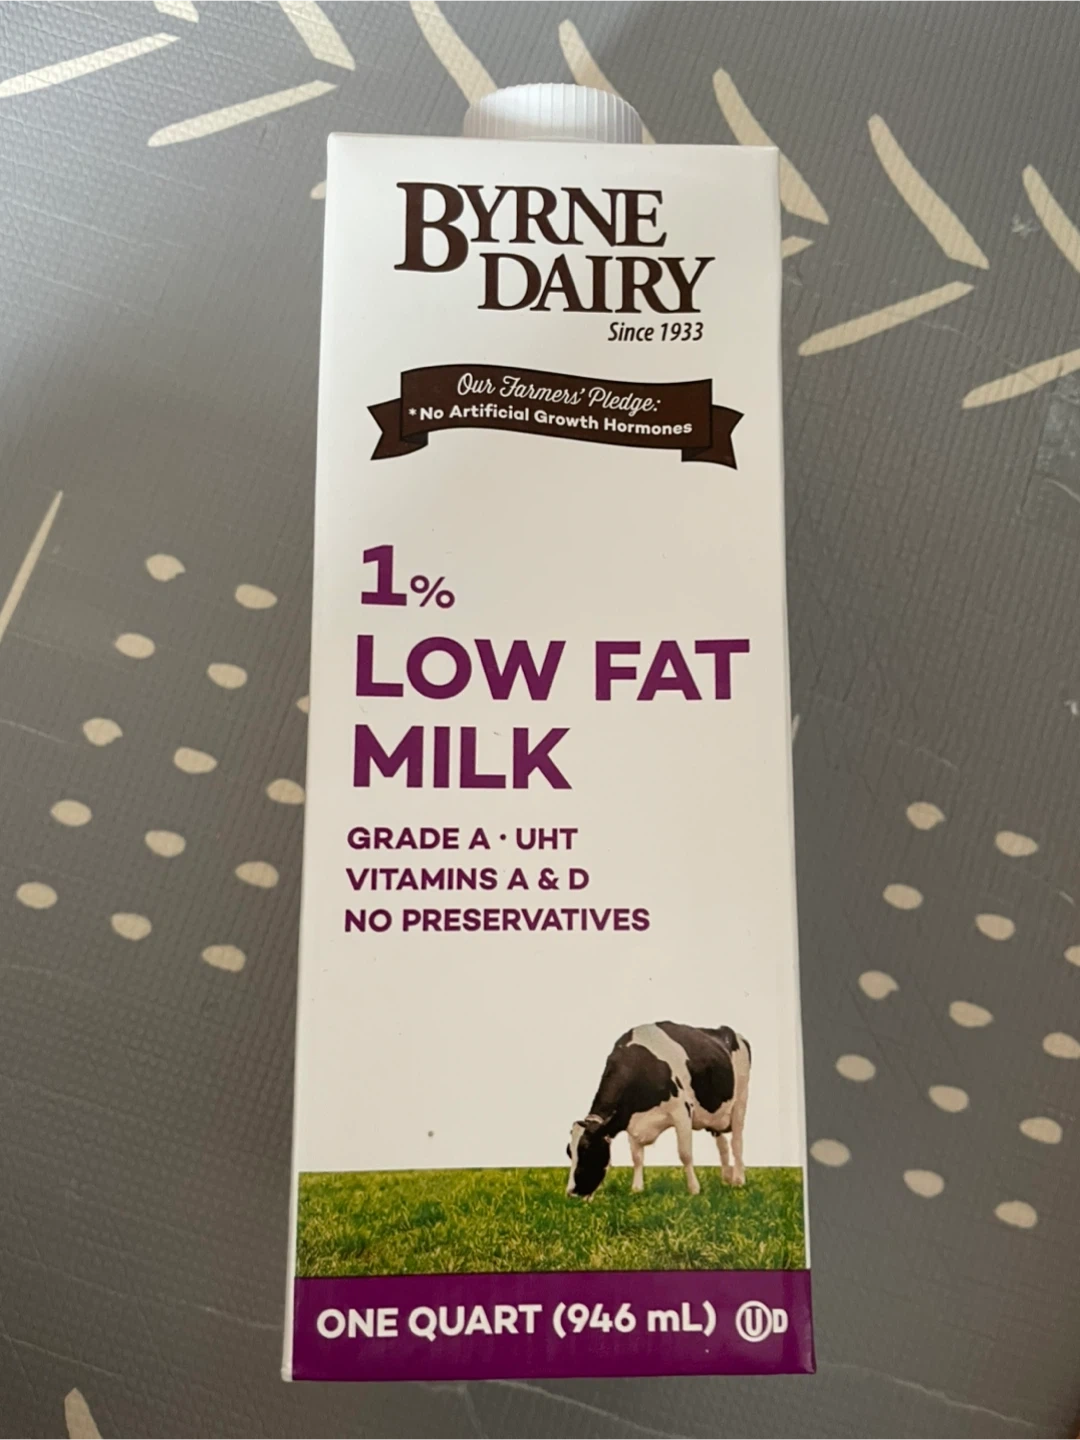 BYRNE
DAIRY
Since 1933
Our Farmers' Pledge:
*No Artificial Growth Hormones
1%
LOW FAT
MILK
GRADE A · UHT
VITAMINS A & D
NO PRESERVATIVES
ONE QUART (946 mL) UD